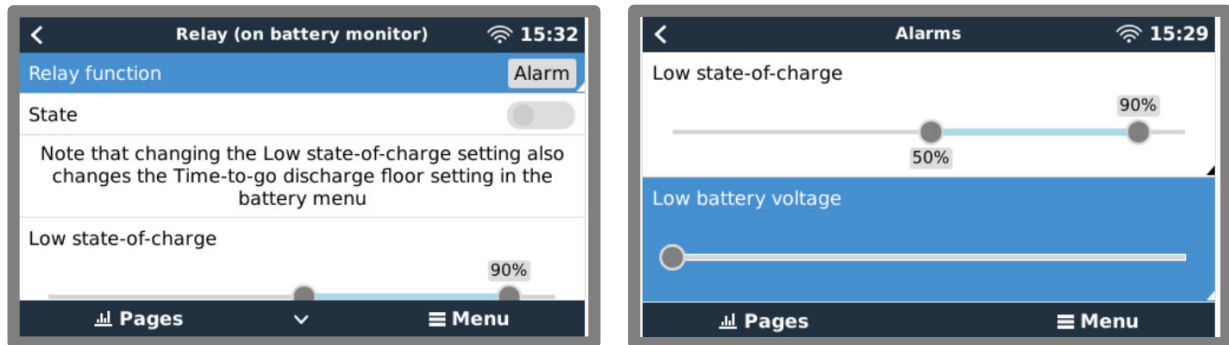 Relay (on battery monitor) 15:32
Relay function Alarm
State
Note that changing the Low state-of-charge setting also
changes the Time-to-go discharge floor setting in the
battery menu
Low state-of-charge
90%
Pages Menu
Alarms 15:29
Low state-of-charge
90%
50%
Low battery voltage
Pages Menu